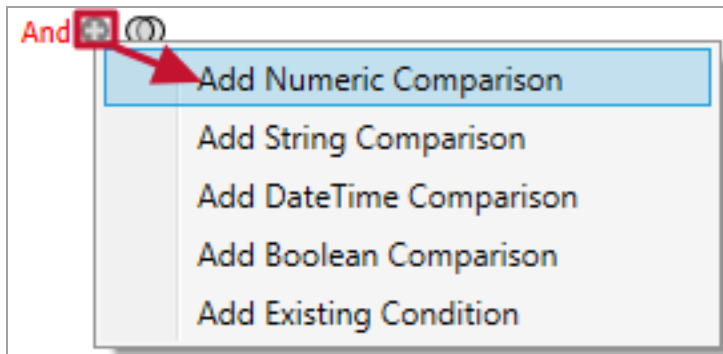 And
Add Numeric Comparison
Add String Comparison
Add DateTime Comparison
Add Boolean Comparison
Add Existing Condition